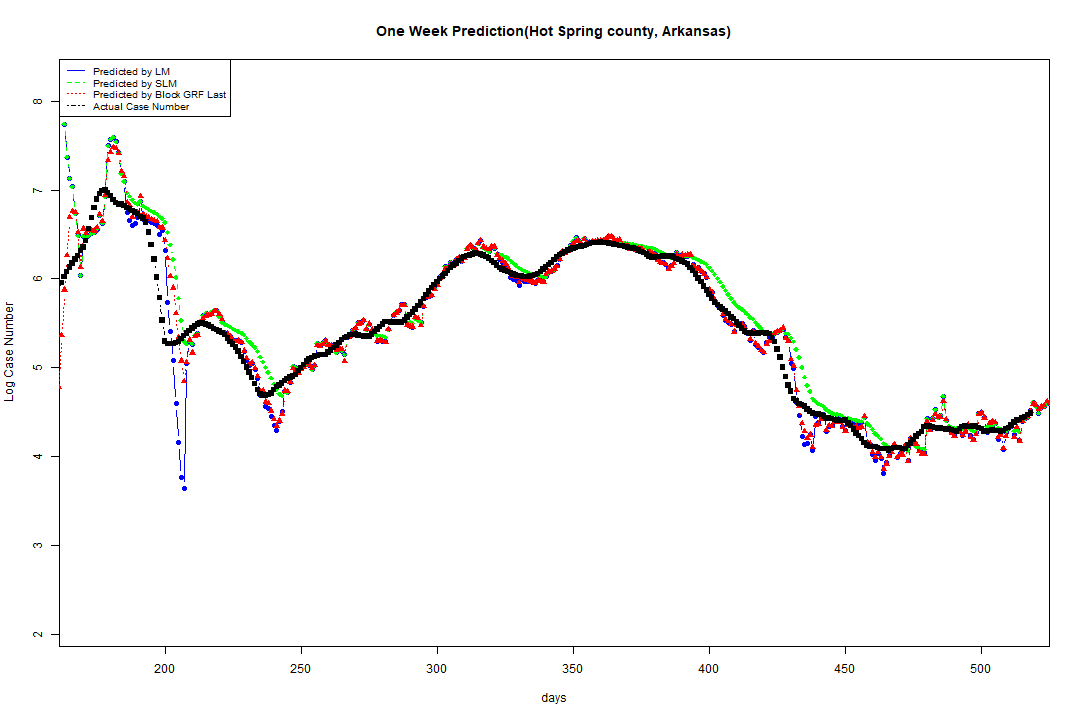 One Week Prediction(Hot Spring county, Arkansas)
Predicted by LM
Predicted by SLM
Predicted by Block GRF Last
Actual Case Number
8
7
6
5
4
3
2
Log Case Number
200 250 300 350 400 450 500
days